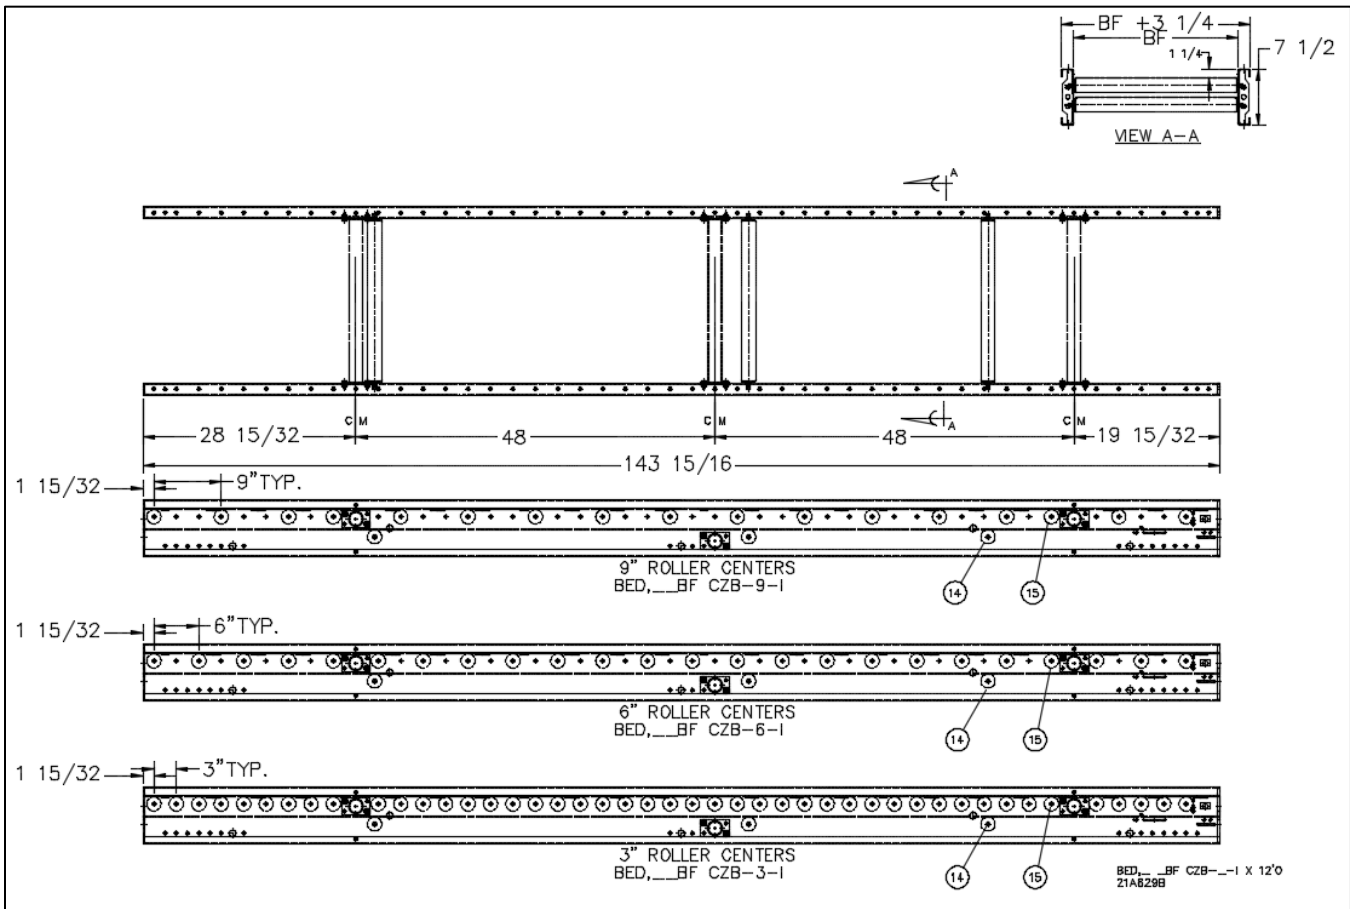 BF +3 1/4
BF
1 1/4
7 1/2
VIEW A-A
A
A
C M
C M
C M
28 15/32
48
48
19 15/32
143 15/16
1 15/32
9" TYP.
14
15
9" ROLLER CENTERS
BED,__BF CZB-9-I
1 15/32
6" TYP.
14
15
6" ROLLER CENTERS
BED,__BF CZB-6-I
1 15/32
3" TYP.
14
15
3" ROLLER CENTERS
BED,__BF CZB-3-I
BED,_ _BF CZB-_-I X 12'0